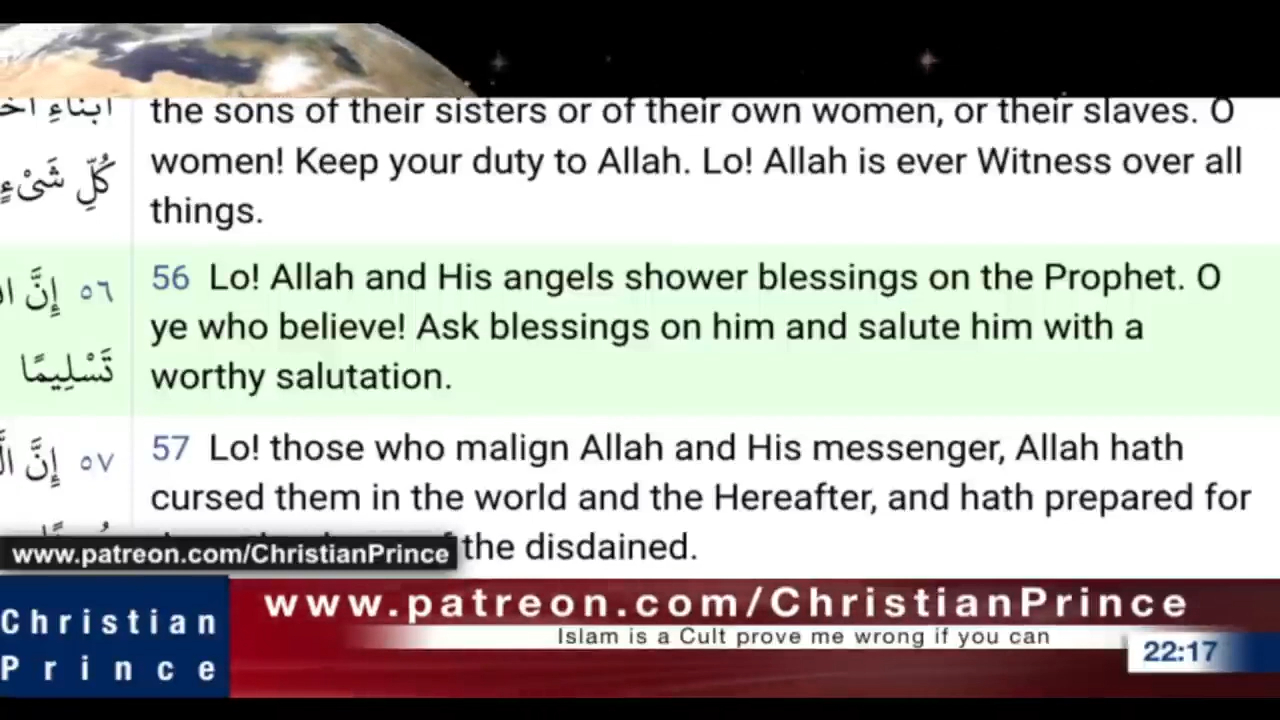 أبناء
the sons of their sisters or of their own women, or their slaves. O
كُلِّ شَىْءٍ
women! Keep your duty to Allah. Lo! Allah is ever Witness over all
things.
٥٦ إِنَّ
56 Lo! Allah and His angels shower blessings on the Prophet. O
ye who believe! Ask blessings on him and salute him with a
تَسْلِيمًا
worthy salutation.
٥٧ إِنَّ
57 Lo! those who malign Allah and His messenger, Allah hath
cursed them in the world and the Hereafter, and hath prepared for
the disdained.
www.patreon.com/ChristianPrince
Christian
Prince
www.patreon.com/ChristianPrince
Islam is a Cult prove me wrong if you can
22:17